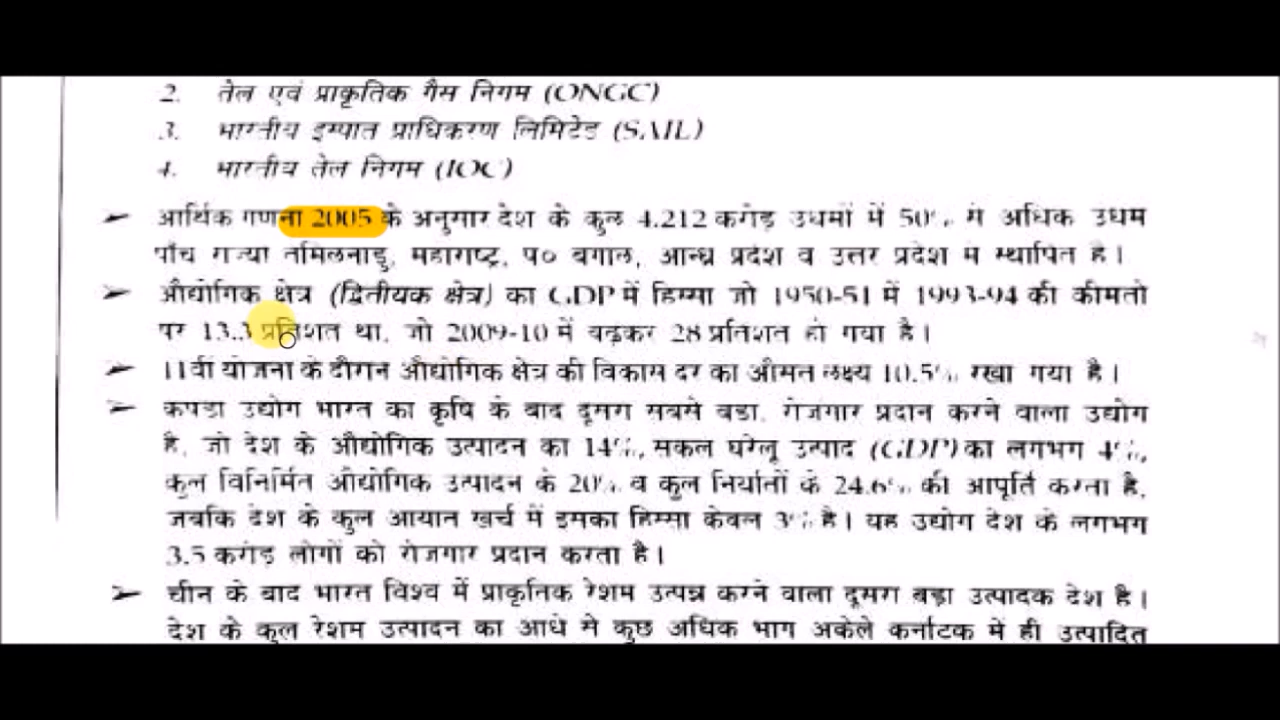 2. तेल एवं प्राकृतिक गैस निगम (ONGC)
3. भारतीय इस्पात प्राधिकरण लिमिटेड (SAIL)
4. भारतीय तेल निगम (IOC)
➢ आर्थिक गणना 2005 के अनुसार देश के कुल 4.212 करोड़ उधमों में 50% से अधिक उधम
पाँच राज्यों तमिलनाडु, महाराष्ट्र, प० बंगाल, आन्ध्र प्रदेश व उत्तर प्रदेश में स्थापित है।
➢ औद्योगिक क्षेत्र (द्वितीयक क्षेत्र) का GDP में हिस्सा जो 1950-51 में 1993-94 की कीमतों
पर 13.3 प्रतिशत था, जो 2009-10 में बढ़कर 28 प्रतिशत हो गया है।
➢ 11वीं योजना के दौरान औद्योगिक क्षेत्र की विकास दर का औसत लक्ष्य 10.5% रखा गया है।
➢ कपड़ा उद्योग भारत का कृषि के बाद दूसरा सबसे बड़ा, रोजगार प्रदान करने वाला उद्योग
है, जो देश के औद्योगिक उत्पादन का 14%, सकल घरेलू उत्पाद (GDP) का लगभग 4%,
कुल विनिर्मित औद्योगिक उत्पादन के 20% व कुल निर्यातों के 24.6% की आपूर्ति करता है,
जबकि देश के कुल आयात खर्च में इसका हिस्सा केवल 3% है। यह उद्योग देश के लगभग
3.5 करोड़ लोगों को रोजगार प्रदान करता है।
➢ चीन के बाद भारत विश्व में प्राकृतिक रेशम उत्पन्न करने वाला दूसरा बड़ा उत्पादक देश है।
देश के कुल रेशम उत्पादन का आधे से कुछ अधिक भाग अकेले कर्नाटक में ही उत्पादित